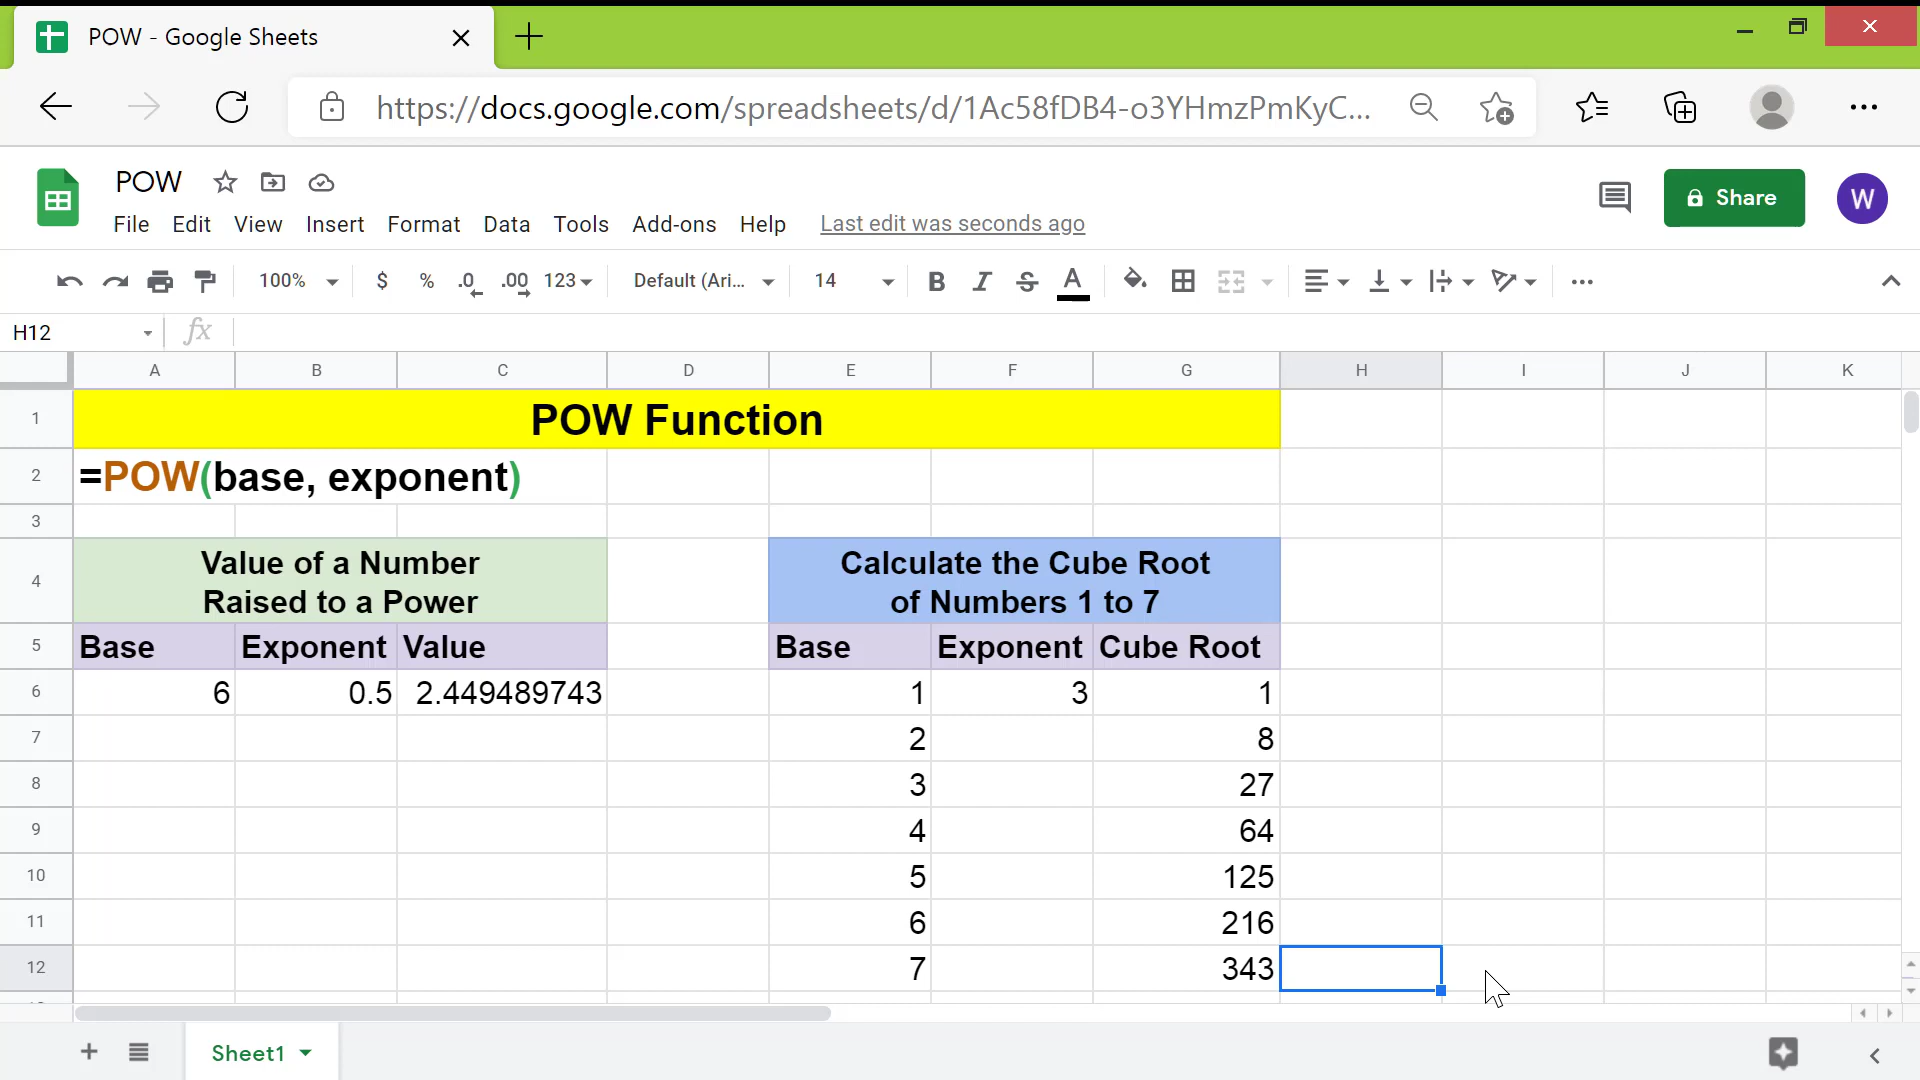 POW - Google Sheets
https://docs.google.com/spreadsheets/d/1Ac58fDB4-o3YHmzPmKyC...
POW
Share
W
File Edit View Insert Format Data Tools Add-ons Help Last edit was seconds ago
100% $ % .0 .00 123 Default (Ari... 14 B I S A
H12 fx
A B C D E F G H I J K
1 POW Function
2 =POW(base, exponent)
3
4 Value of a Number Calculate the Cube Root
Raised to a Power of Numbers 1 to 7
5 Base Exponent Value Base Exponent Cube Root
6 6 0.5 2.449489743 1 3 1
7 2 8
8 3 27
9 4 64
10 5 125
11 6 216
12 7 343
Sheet1